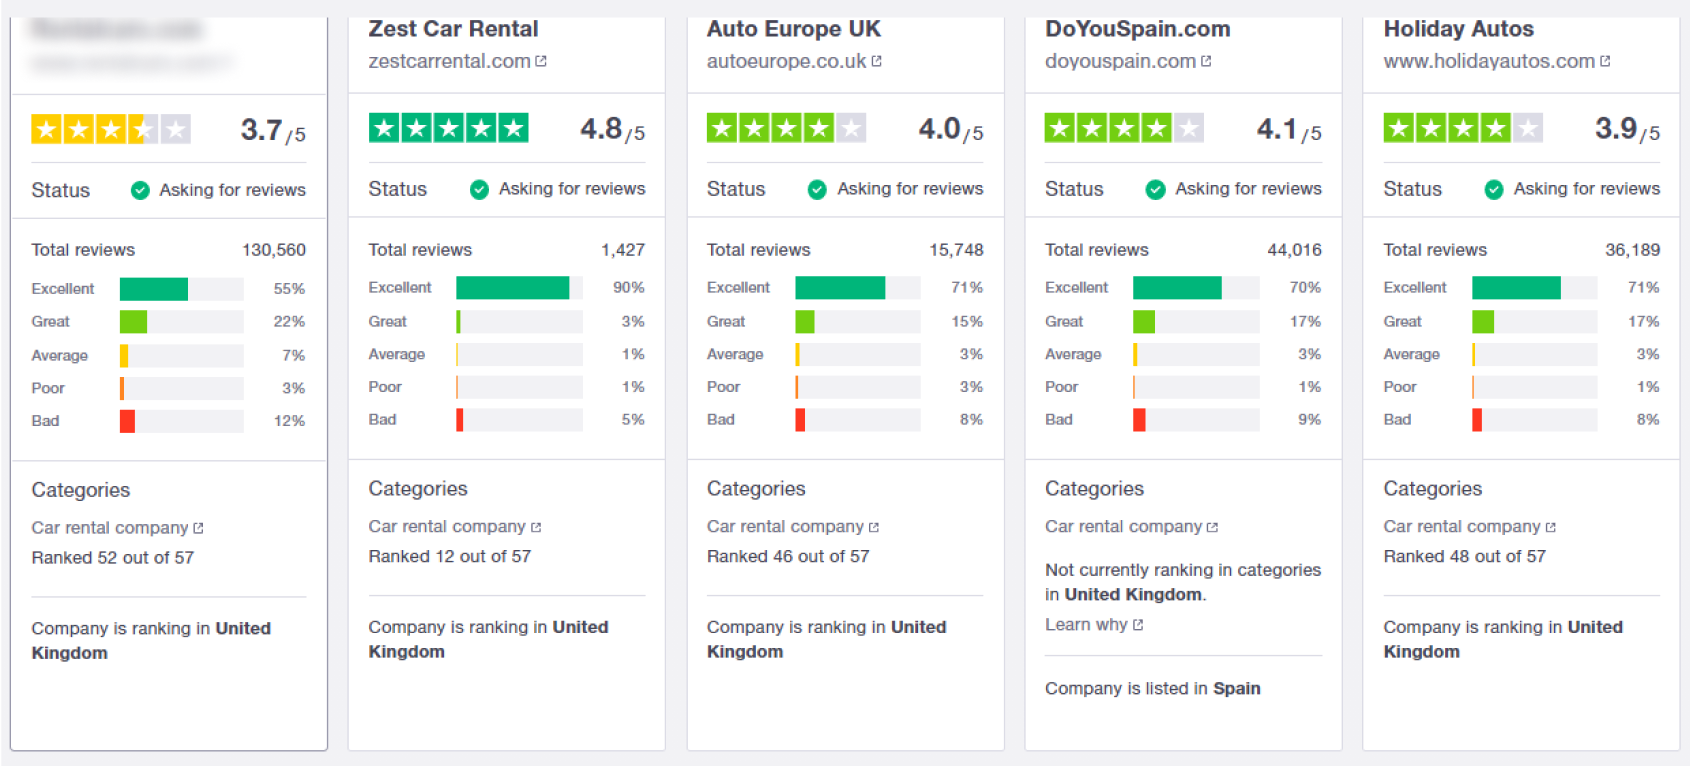 3.7/5
Status Asking for reviews
Total reviews 130,560
Excellent 55%
Great 22%
Average 7%
Poor 3%
Bad 12%
Categories
Car rental company
Ranked 52 out of 57
Company is ranking in United
Kingdom
Zest Car Rental
zestcarrental.com
4.8/5
Status Asking for reviews
Total reviews 1,427
Excellent 90%
Great 3%
Average 1%
Poor 1%
Bad 5%
Categories
Car rental company
Ranked 12 out of 57
Company is ranking in United
Kingdom
Auto Europe UK
autoeurope.co.uk
4.0/5
Status Asking for reviews
Total reviews 15,748
Excellent 71%
Great 15%
Average 3%
Poor 3%
Bad 8%
Categories
Car rental company
Ranked 46 out of 57
Company is ranking in United
Kingdom
DoYouSpain.com
doyouspain.com
4.1/5
Status Asking for reviews
Total reviews 44,016
Excellent 70%
Great 17%
Average 3%
Poor 1%
Bad 9%
Categories
Car rental company
Not currently ranking in categories
in United Kingdom.
Learn why
Company is listed in Spain
Holiday Autos
www.holidayautos.com
3.9/5
Status Asking for reviews
Total reviews 36,189
Excellent 71%
Great 17%
Average 3%
Poor 1%
Bad 8%
Categories
Car rental company
Ranked 48 out of 57
Company is ranking in United
Kingdom